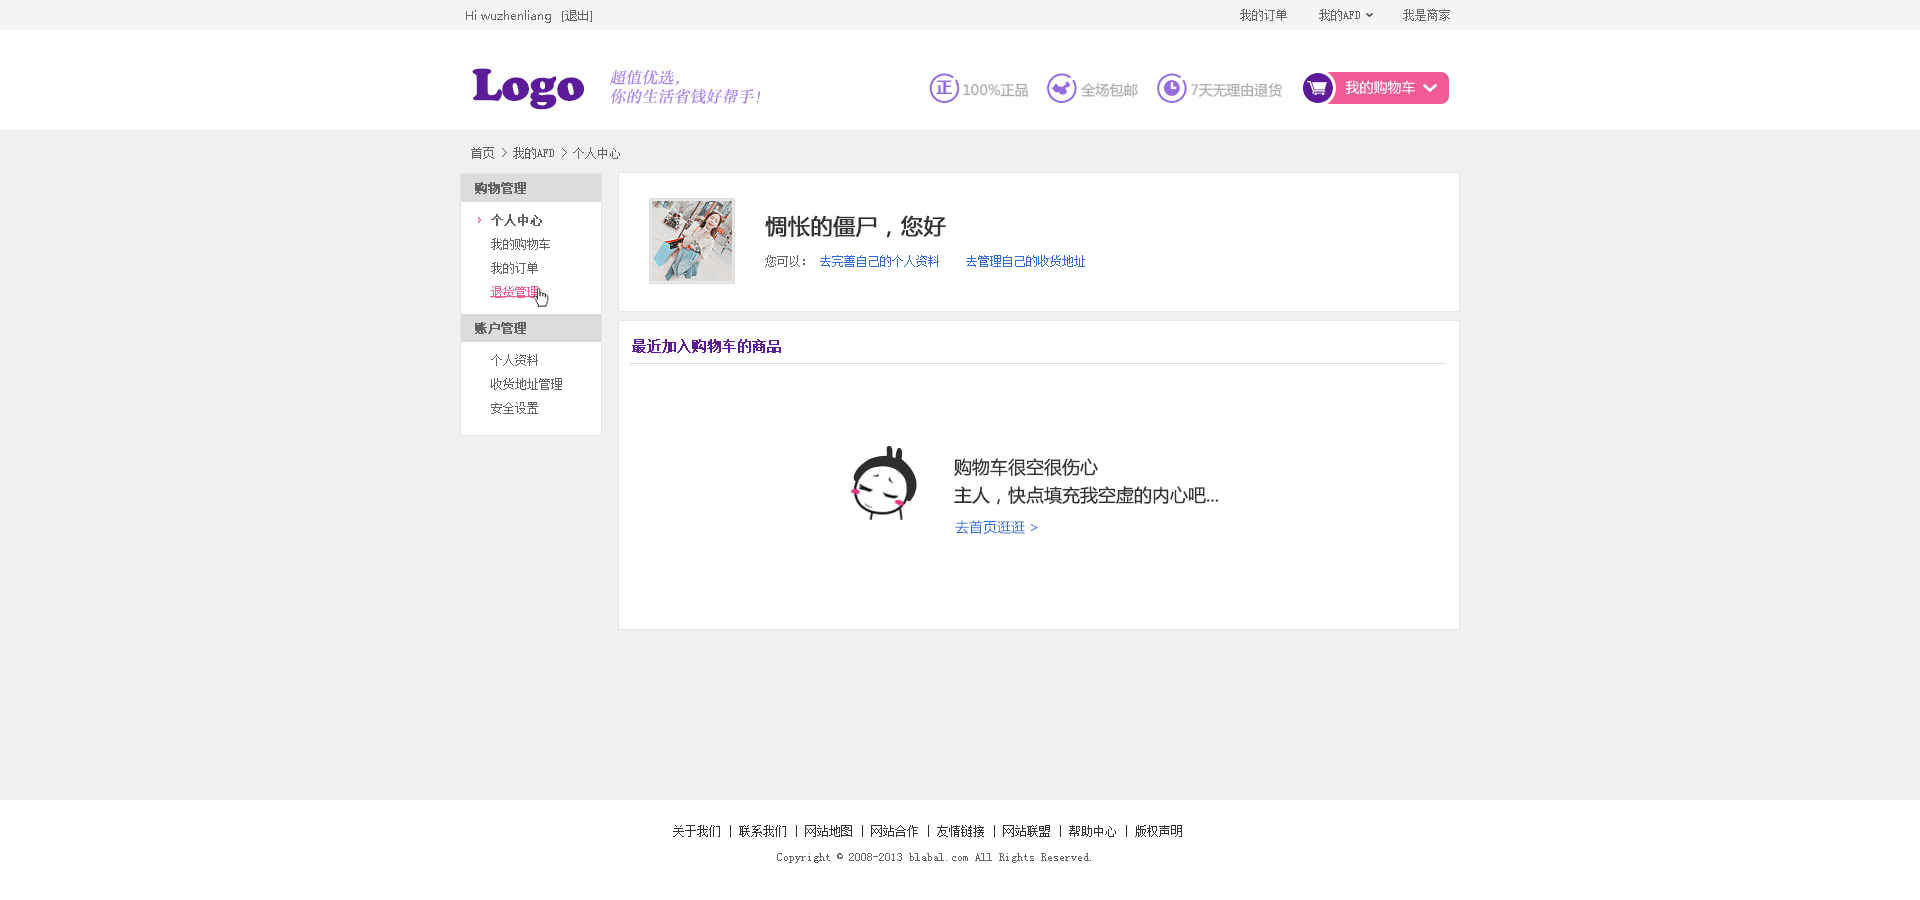 Hi wuzhenliang [退出]
我的订单 我的AFD 我是商家
Logo
超值优选，
你的生活省钱好帮手！
正 100%正品 全场包邮 7天无理由退货 我的购物车
首页 > 我的AFD > 个人中心
购物管理
个人中心
我的购物车
我的订单
退货管理
账户管理
个人资料
收货地址管理
安全设置
惆怅的僵尸，您好
您可以： 去完善自己的个人资料 去管理自己的收货地址
最近加入购物车的商品
购物车很空很伤心
主人，快点填充我空虚的内心吧...
去首页逛逛 >
关于我们 | 联系我们 | 网站地图 | 网站合作 | 友情链接 | 网站联盟 | 帮助中心 | 版权声明
Copyright © 2008-2013 blabal.com All Rights Reserved.